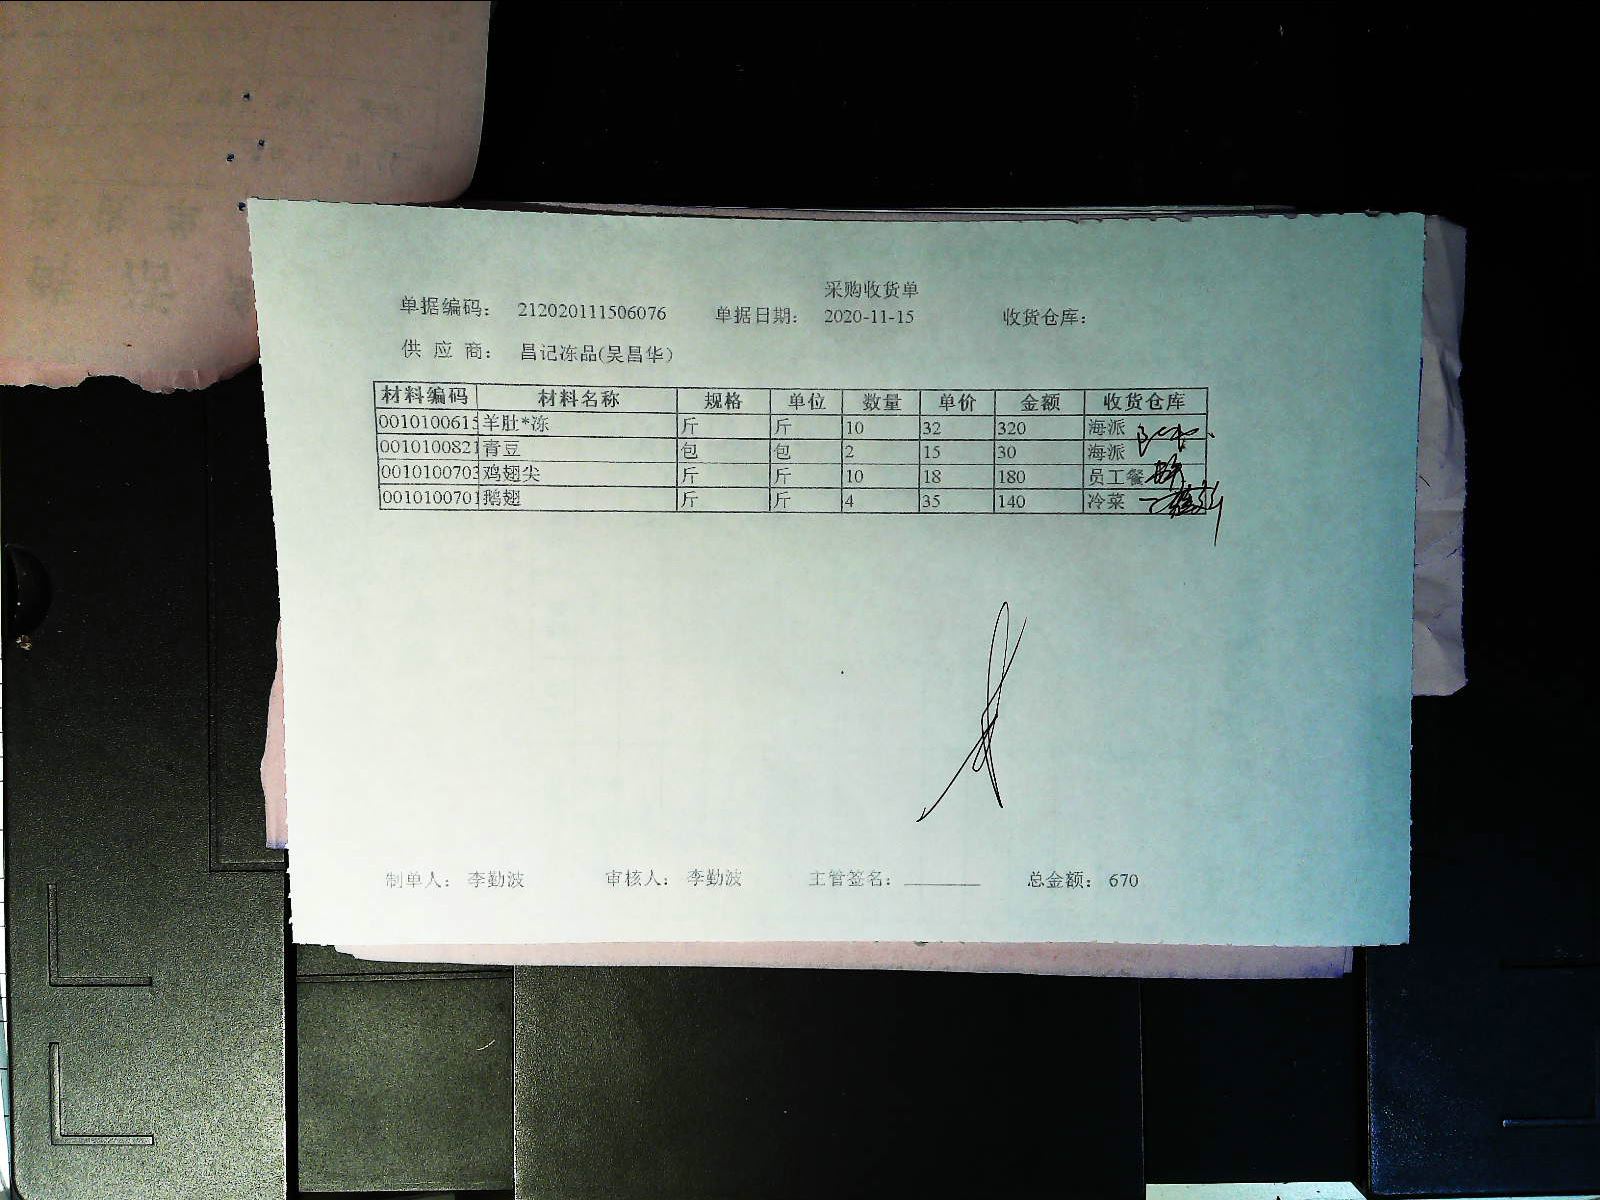 采购收货单
单据编码： 212020111506076 单据日期： 2020-11-15 收货仓库：
供 应 商： 昌记冻品(吴昌华)
材料编码 材料名称 规格 单位 数量 单价 金额 收货仓库
0010100615 羊肚*冻 斤 斤 10 32 320 海派
0010100821 青豆 包 包 2 15 30 海派
0010100703 鸡翅尖 斤 斤 10 18 180 员工餐
0010100701 鹅翅 斤 斤 4 35 140 冷菜
制单人： 李勤波 审核人： 李勤波 主管签名：________ 总金额： 670